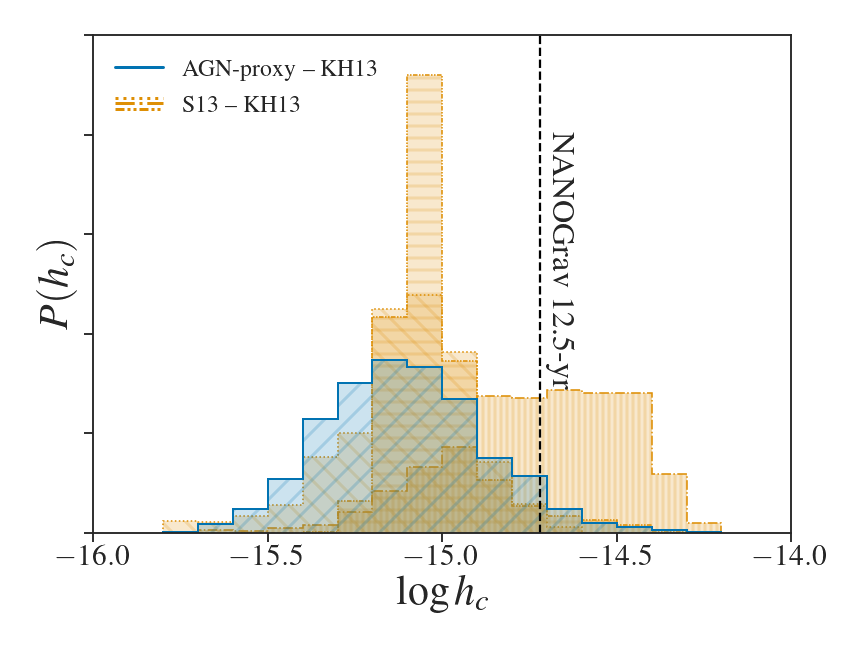 AGN-proxy – KH13
S13 – KH13
NANOGrav 12.5-yr
P(h_c)
−16.0 −15.5 −15.0 −14.5 −14.0
log h_c